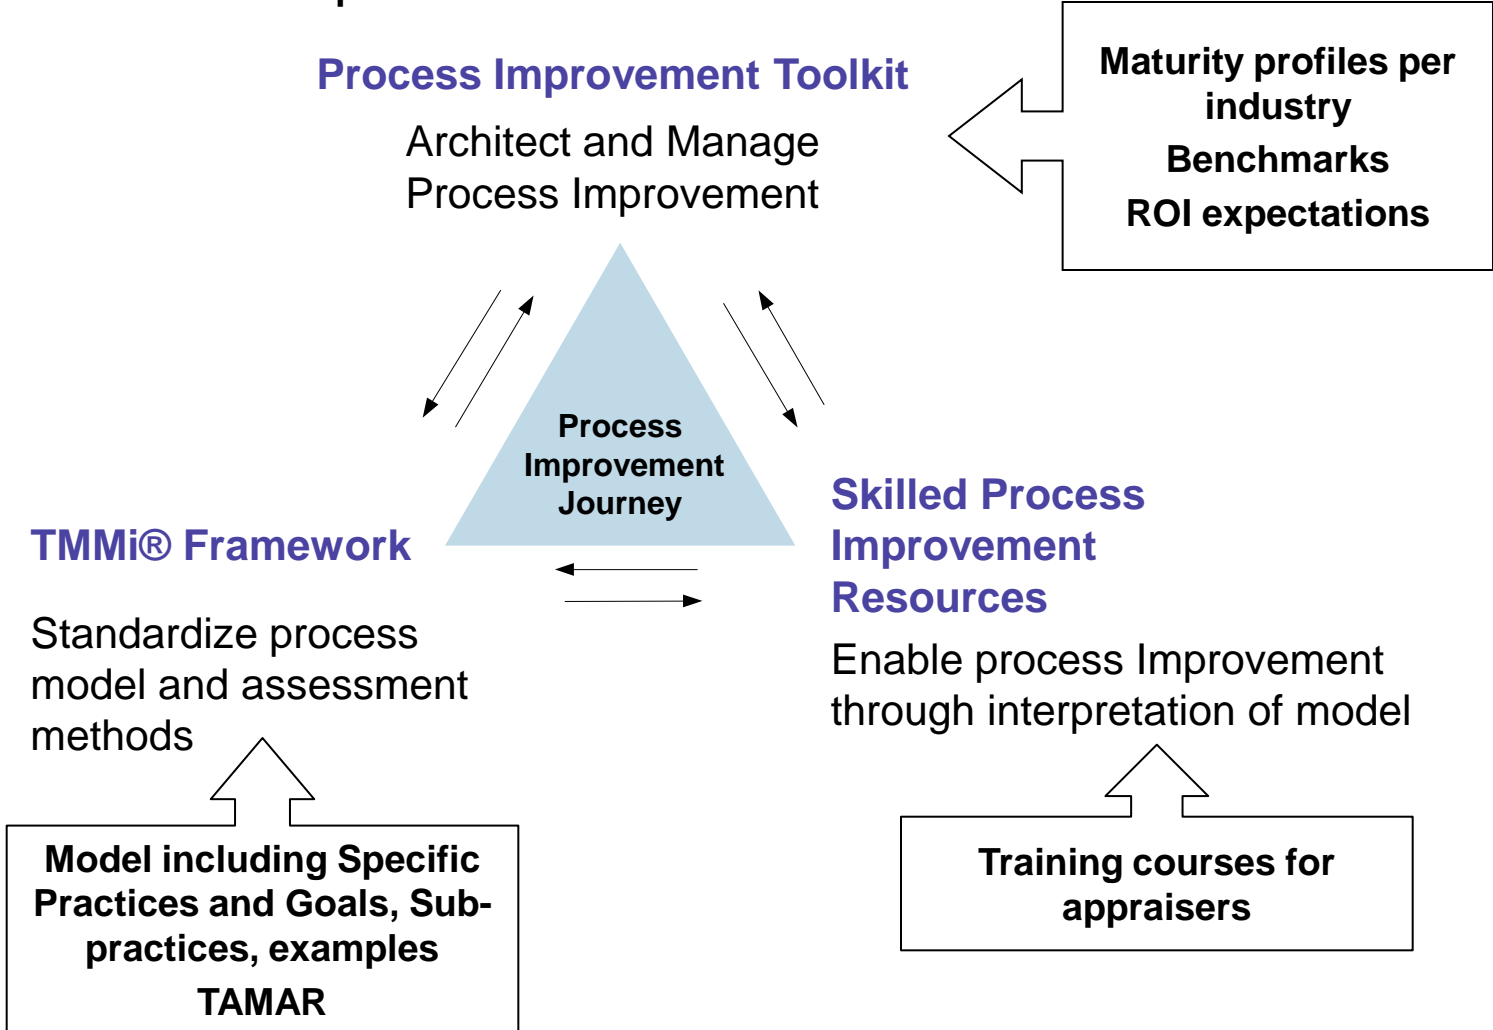 Process Improvement Toolkit
Architect and Manage
Process Improvement
Maturity profiles per
industry
Benchmarks
ROI expectations
Process
Improvement
Journey
TMMi® Framework
Standardize process
model and assessment
methods
Skilled Process
Improvement
Resources
Enable process Improvement
through interpretation of model
Model including Specific
Practices and Goals, Sub-
practices, examples
TAMAR
Training courses for
appraisers